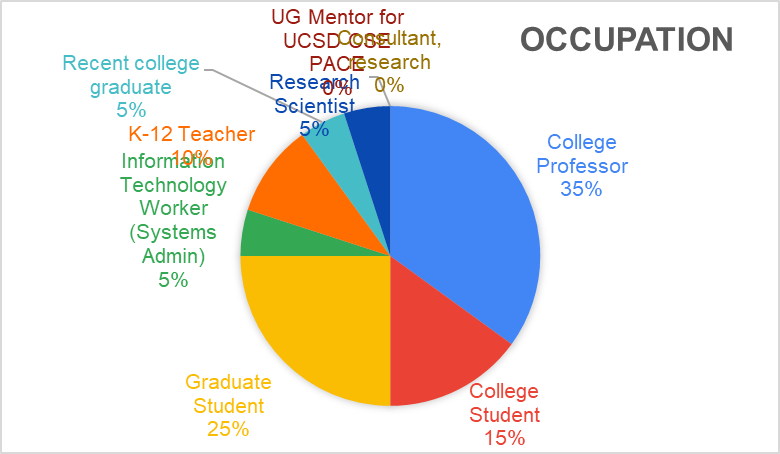 OCCUPATION
UG Mentor for
UCSD CSE
PACE
0%
Consultant,
research
0%
Recent college
graduate
5%
Research
Scientist
5%
K-12 Teacher
10%
Information
Technology
Worker
(Systems
Admin)
5%
College
Professor
35%
Graduate
Student
25%
College
Student
15%